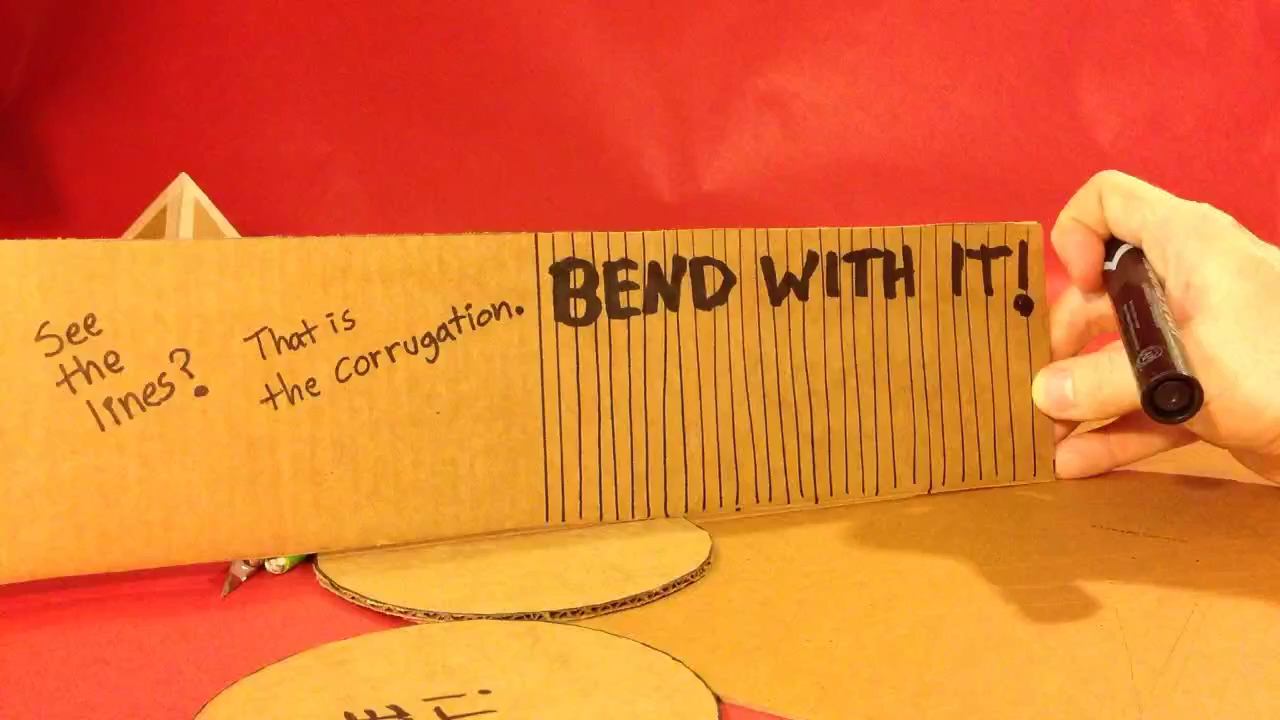 See
the
lines?
That is
the corrugation.
BEND WITH IT!